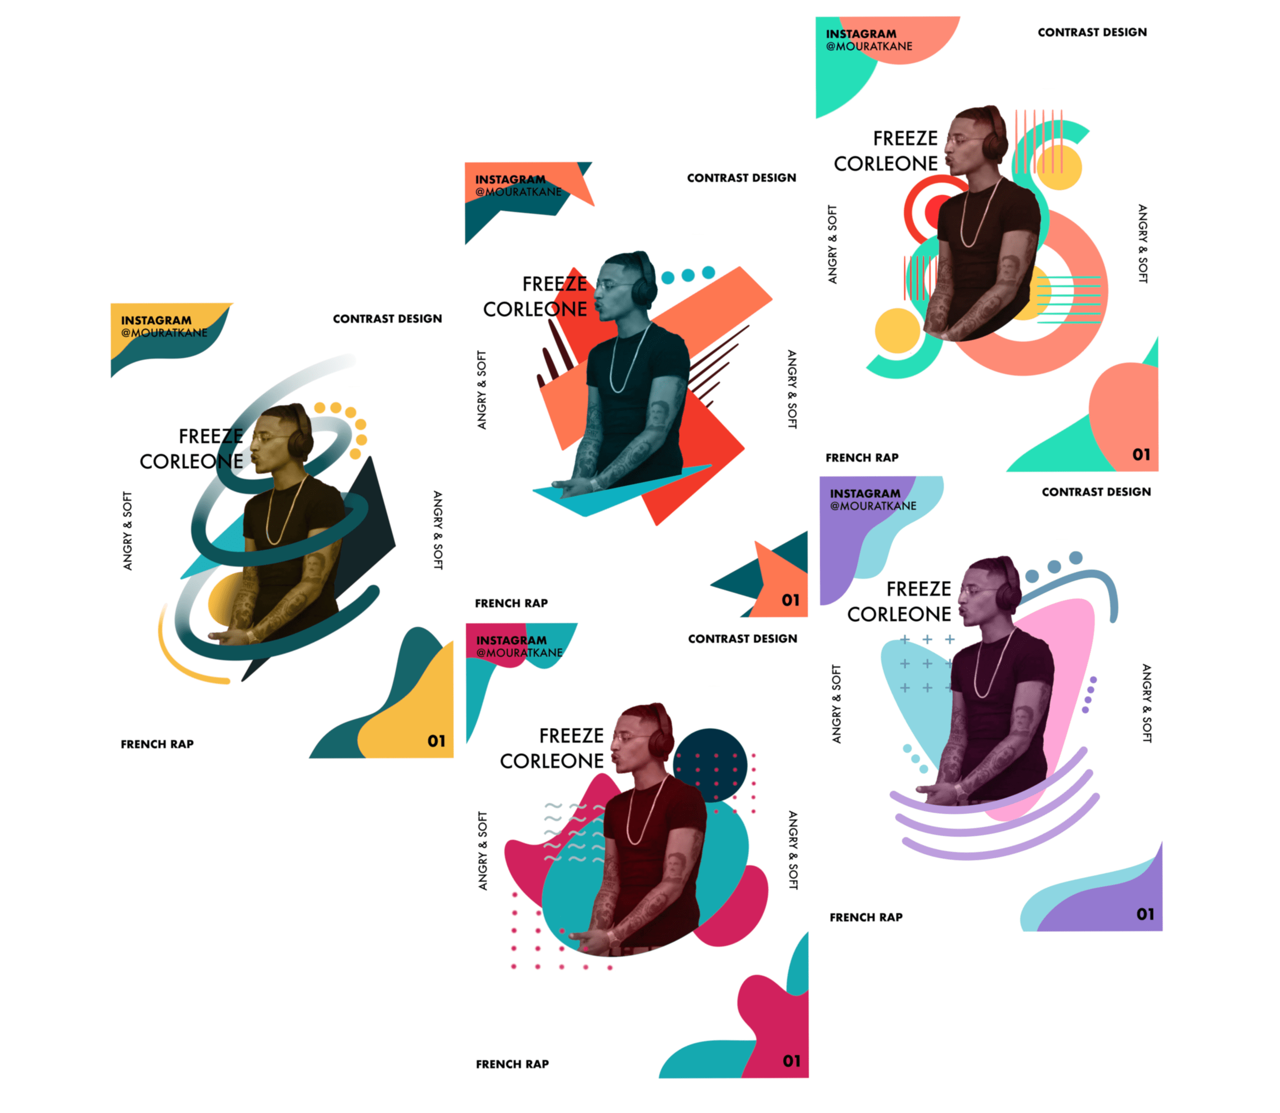 INSTAGRAM
@MOURATKANE
CONTRAST DESIGN
FREEZE
CORLEONE
ANGRY & SOFT
ANGRY & SOFT
FRENCH RAP
01
INSTAGRAM
@MOURATKANE
CONTRAST DESIGN
FREEZE
CORLEONE
ANGRY & SOFT
ANGRY & SOFT
FRENCH RAP
01
INSTAGRAM
@MOURATKANE
CONTRAST DESIGN
FREEZE
CORLEONE
ANGRY & SOFT
ANGRY & SOFT
FRENCH RAP
01
INSTAGRAM
@MOURATKANE
CONTRAST DESIGN
FREEZE
CORLEONE
ANGRY & SOFT
ANGRY & SOFT
FRENCH RAP
01
INSTAGRAM
@MOURATKANE
CONTRAST DESIGN
FREEZE
CORLEONE
ANGRY & SOFT
ANGRY & SOFT
FRENCH RAP
01